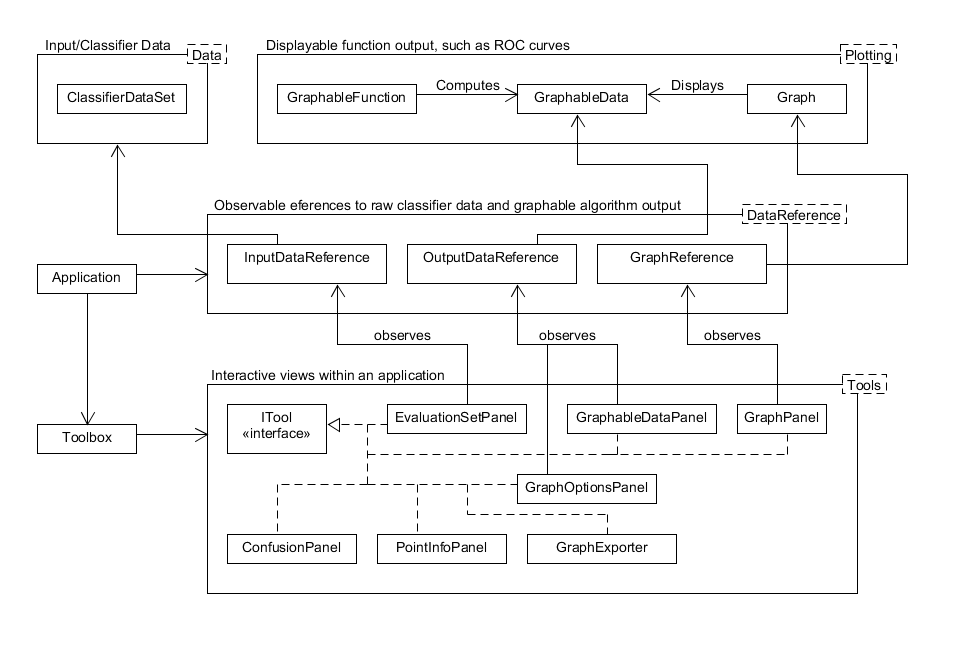 Input/Classifier Data
Data
ClassifierDataSet
Displayable function output, such as ROC curves
Plotting
GraphableFunction
Computes
GraphableData
Displays
Graph
Observable eferences to raw classifier data and graphable algorithm output
DataReference
InputDataReference
OutputDataReference
GraphReference
Application
observes
observes
observes
Interactive views within an application
Tools
Toolbox
ITool
«interface»
EvaluationSetPanel
GraphableDataPanel
GraphPanel
GraphOptionsPanel
ConfusionPanel
PointInfoPanel
GraphExporter